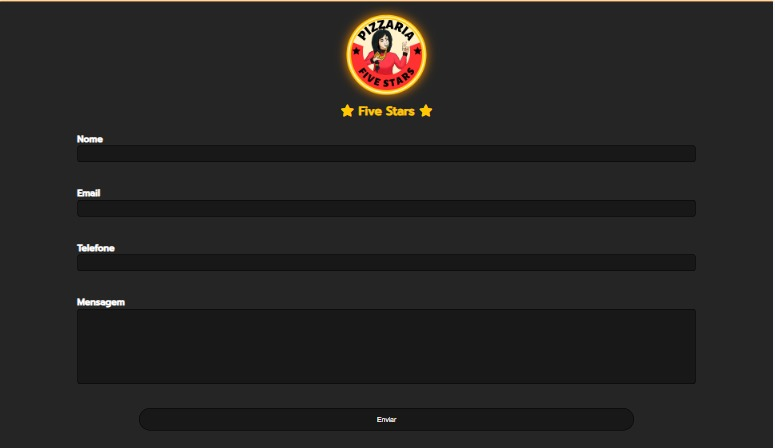 PIZZARIA
FIVE STARS
Five Stars
Nome
Email
Telefone
Mensagem
Enviar